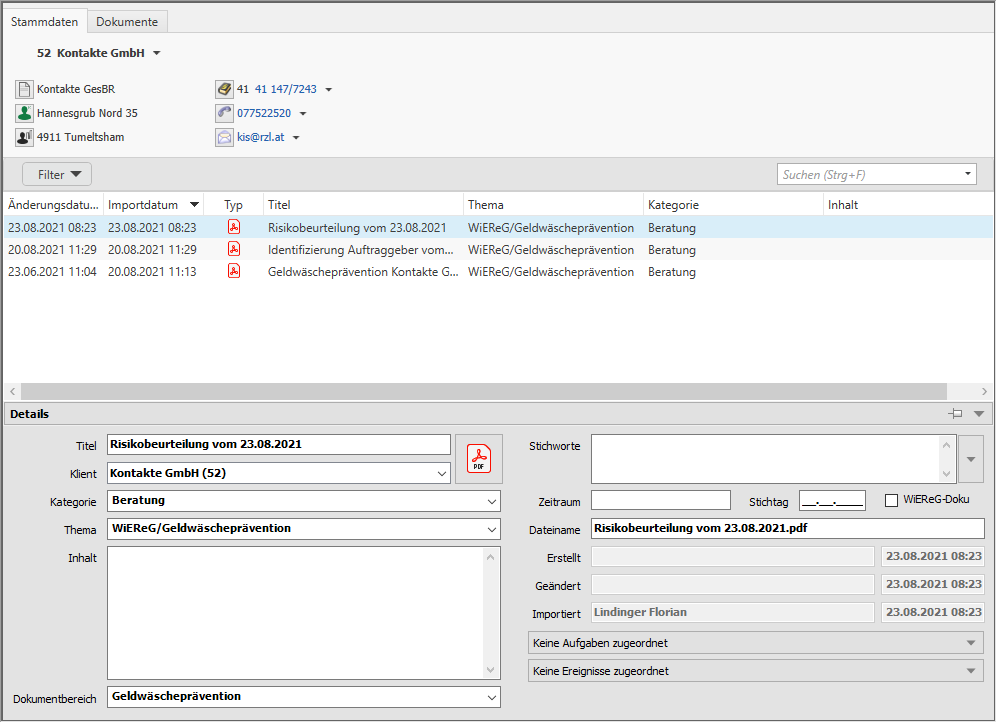 Stammdaten Dokumente
52 Kontakte GmbH
Kontakte GesBR 41 41 147/7243
Hannesgrub Nord 35 077522520
4911 Tumeltsham kis@rzl.at
Filter Suchen (Strg+F)
Änderungsdatu... Importdatum Typ Titel Thema Kategorie Inhalt
23.08.2021 08:23 23.08.2021 08:23 Risikobeurteilung vom 23.08.2021 WiEReG/Geldwäscheprävention Beratung
20.08.2021 11:29 20.08.2021 11:29 Identifizierung Auftraggeber vom... WiEReG/Geldwäscheprävention Beratung
23.06.2021 11:04 20.08.2021 11:13 Geldwäscheprävention Kontakte G... WiEReG/Geldwäscheprävention Beratung
Details
Titel Risikobeurteilung vom 23.08.2021 PDF Stichworte
Klient Kontakte GmbH (52)
Kategorie Beratung Zeitraum Stichtag __.__.____ WiEReG-Doku
Thema WiEReG/Geldwäscheprävention Dateiname Risikobeurteilung vom 23.08.2021.pdf
Inhalt Erstellt 23.08.2021 08:23
Geändert 23.08.2021 08:23
Importiert Lindinger Florian 23.08.2021 08:23
Keine Aufgaben zugeordnet
Keine Ereignisse zugeordnet
Dokumentbereich Geldwäscheprävention